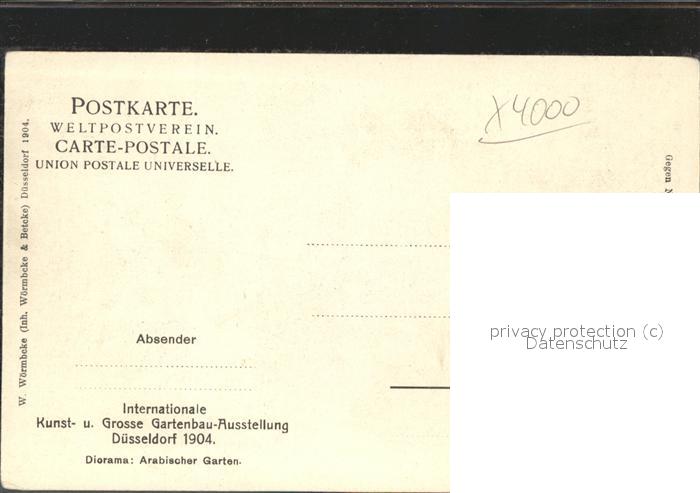 POSTKARTE.
WELTPOSTVEREIN.
CARTE-POSTALE.
UNION POSTALE UNIVERSELLE.
X4000
W. Wörmbcke (Inh. Wörmbcke & Betcke) Düsseldorf 1904.
Gegen
privacy protection (c)
Datenschutz
Absender
Internationale
Kunst- u. Grosse Gartenbau-Ausstellung
Düsseldorf 1904.
Diorama: Arabischer Garten.